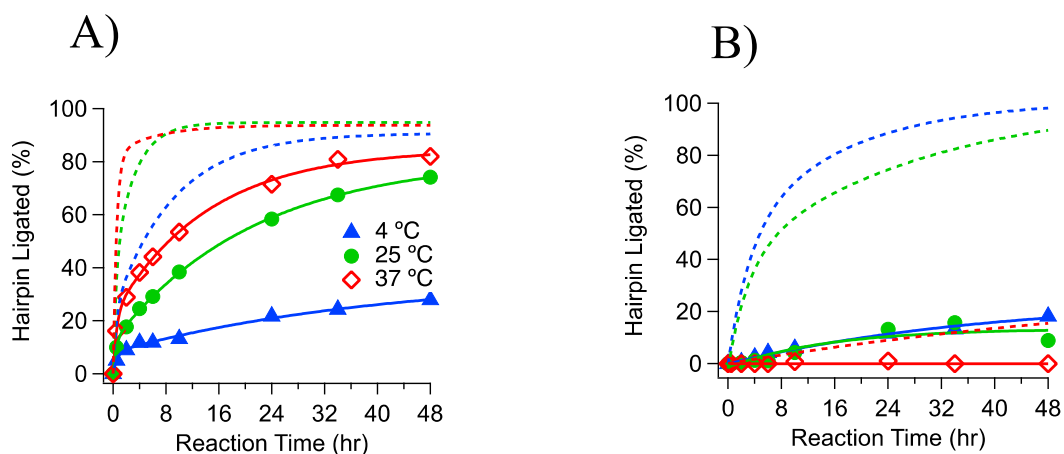 A)
Hairpin Ligated (%)
100
80
60
40
20
0
4 ºC
25 ºC
37 ºC
0 8 16 24 32 40 48
Reaction Time (hr)
B)
Hairpin Ligated (%)
100
80
60
40
20
0
0 8 16 24 32 40 48
Reaction Time (hr)